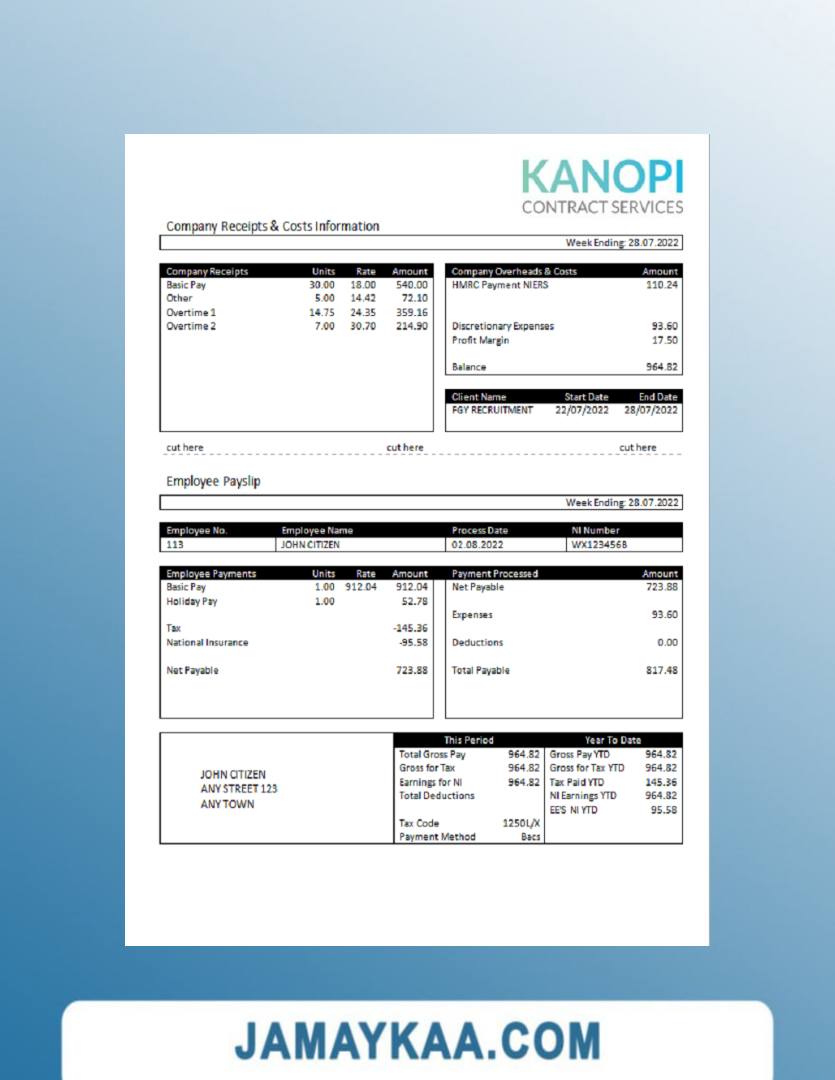 KANOPI
CONTRACT SERVICES
Company Receipts & Costs Information
Week Ending: 28.07.2022
Company Receipts Units Rate Amount
Basic Pay 30.00 18.00 540.00
Other 5.00 14.42 72.10
Overtime 1 14.75 24.35 359.16
Overtime 2 7.00 30.70 214.90
Company Overheads & Costs Amount
HMRC Payment NIERS 110.24
Discretionary Expenses 93.60
Profit Margin 17.50
Balance 964.82
Client Name Start Date End Date
FGY RECRUITMENT 22/07/2022 28/07/2022
cut here cut here cut here
Employee Payslip
Week Ending: 28.07.2022
Employee No. Employee Name Process Date NI Number
113 JOHN CITIZEN 02.08.2022 WX123456B
Employee Payments Units Rate Amount
Basic Pay 1.00 912.04 912.04
Holiday Pay 1.00 52.78
Tax -145.36
National Insurance -95.58
Net Payable 723.88
Payment Processed Amount
Net Payable 723.88
Expenses 93.60
Deductions 0.00
Total Payable 817.48
JOHN CITIZEN
ANY STREET 123
ANY TOWN
This Period
Total Gross Pay 964.82
Gross for Tax 964.82
Earnings for NI 964.82
Total Deductions
Tax Code 1250L/X
Payment Method Bacs
Year To Date
Gross Pay YTD 964.82
Gross for Tax YTD 964.82
Tax Paid YTD 145.36
NI Earnings YTD 964.82
EE'S NI YTD 95.58
JAMAYKAA.COM